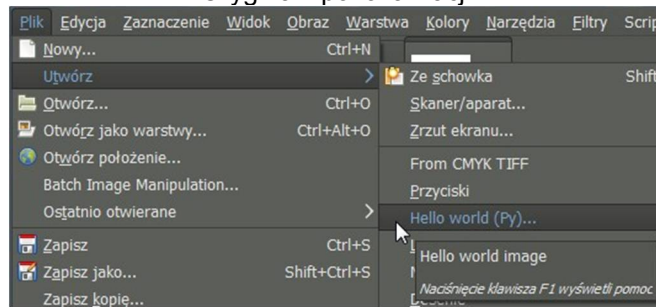 Plik Edycja Zaznaczenie Widok Obraz Warstwa Kolory Narzędzia Filtry Scrip
Nowy... Ctrl+N
Utwórz >
Otwórz... Ctrl+O
Otwórz jako warstwy... Ctrl+Alt+O
Otwórz położenie...
Batch Image Manipulation...
Ostatnio otwierane >
Zapisz Ctrl+S
Zapisz jako... Shift+Ctrl+S
Zapisz kopię...
Ze schowka Shift
Skaner/aparat...
Zrzut ekranu...
From CMYK TIFF
Przyciski
Hello world (Py)...
Hello world image
Naciśnięcie klawisza F1 wyświetli pomoc